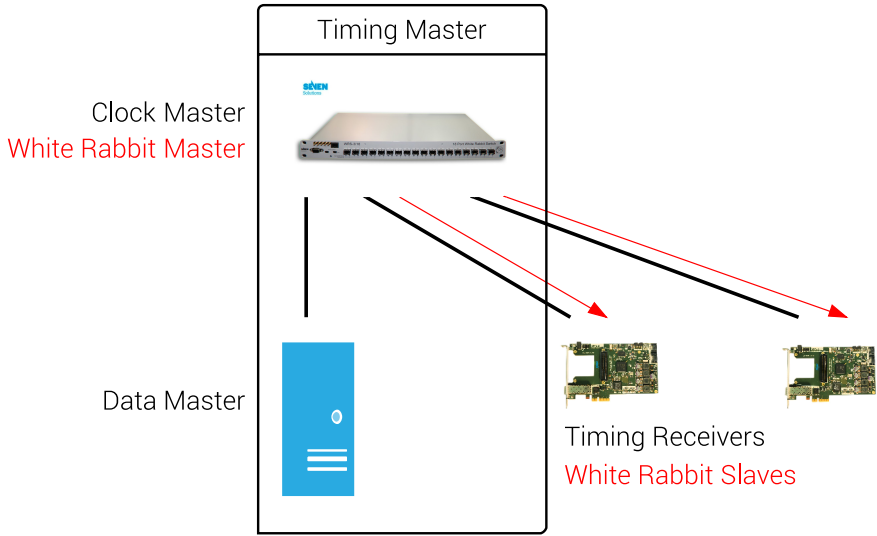 Timing Master
SEVEN
Solutions
Clock Master
White Rabbit Master
Data Master
Timing Receivers
White Rabbit Slaves